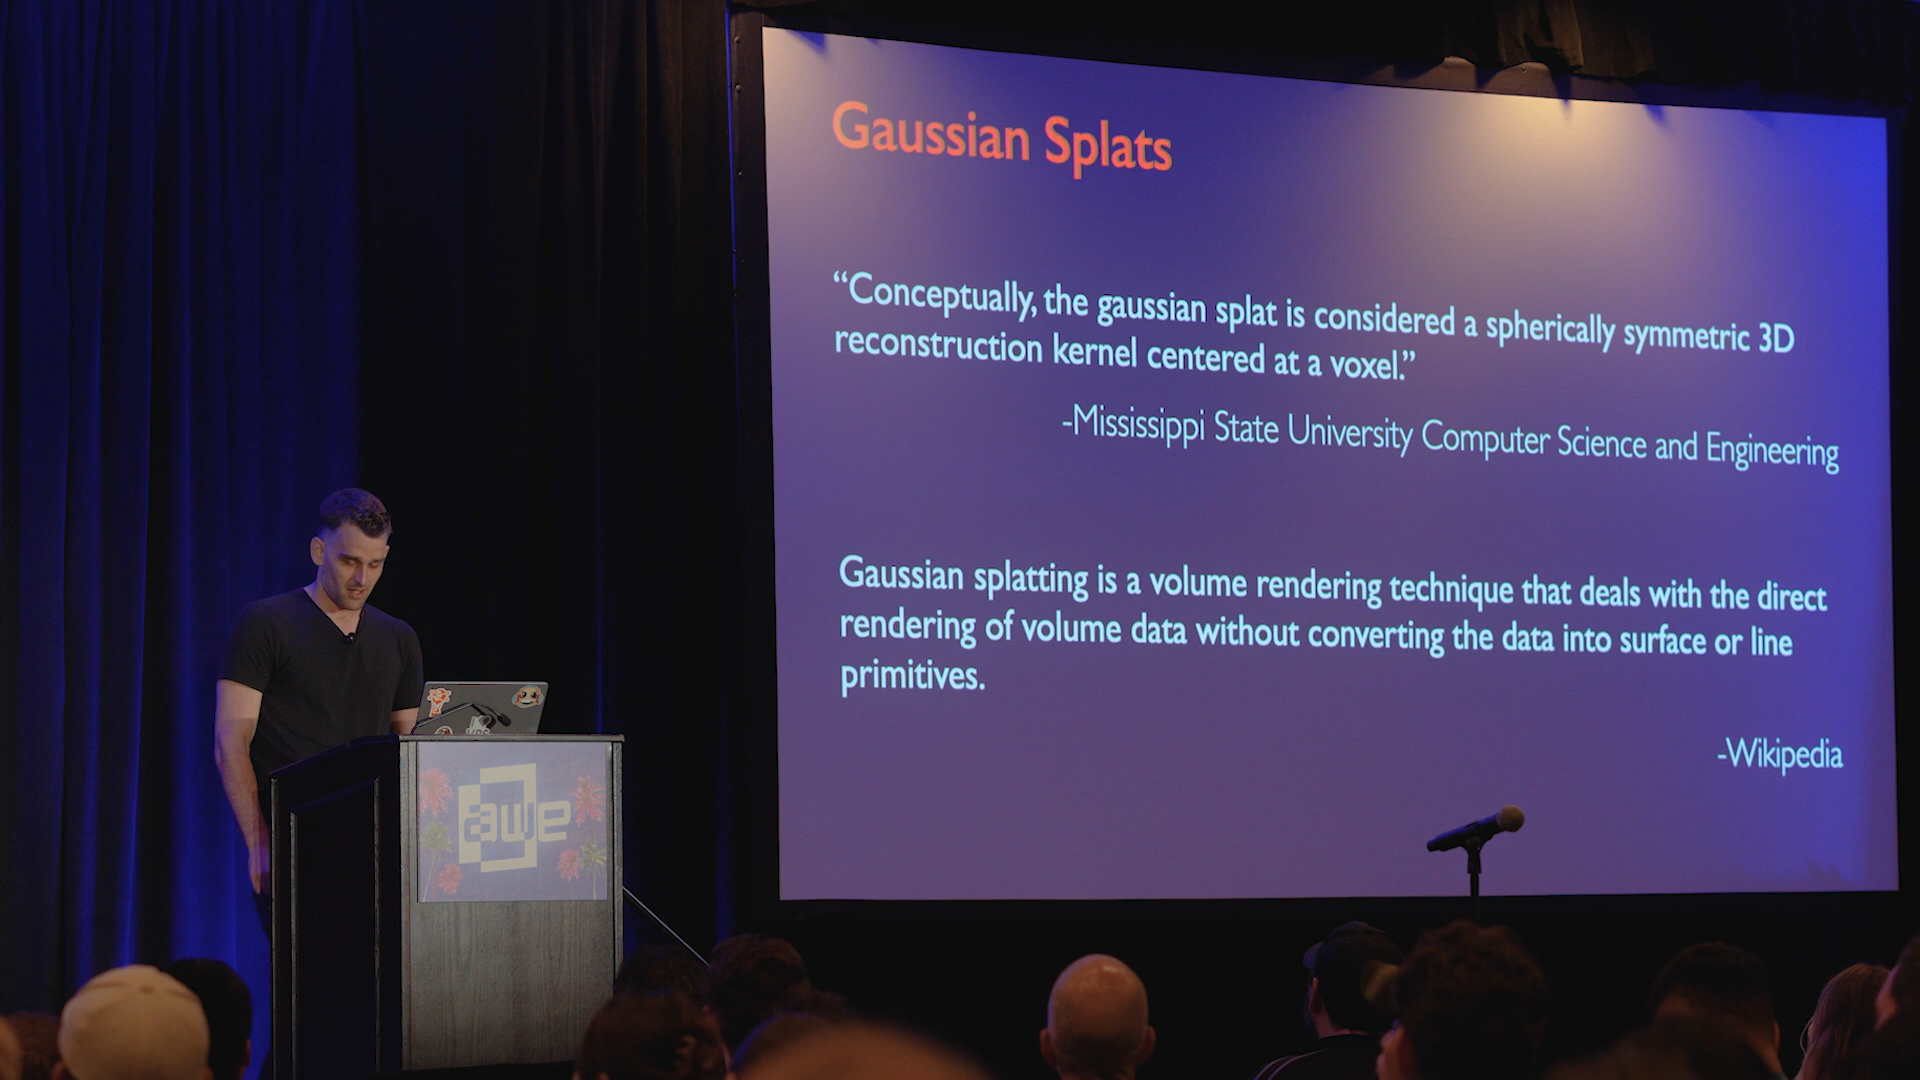 Gaussian Splats
“Conceptually, the gaussian splat is considered a spherically symmetric 3D
reconstruction kernel centered at a voxel.”
-Mississippi State University Computer Science and Engineering
Gaussian splatting is a volume rendering technique that deals with the direct
rendering of volume data without converting the data into surface or line
primitives.
-Wikipedia
awe